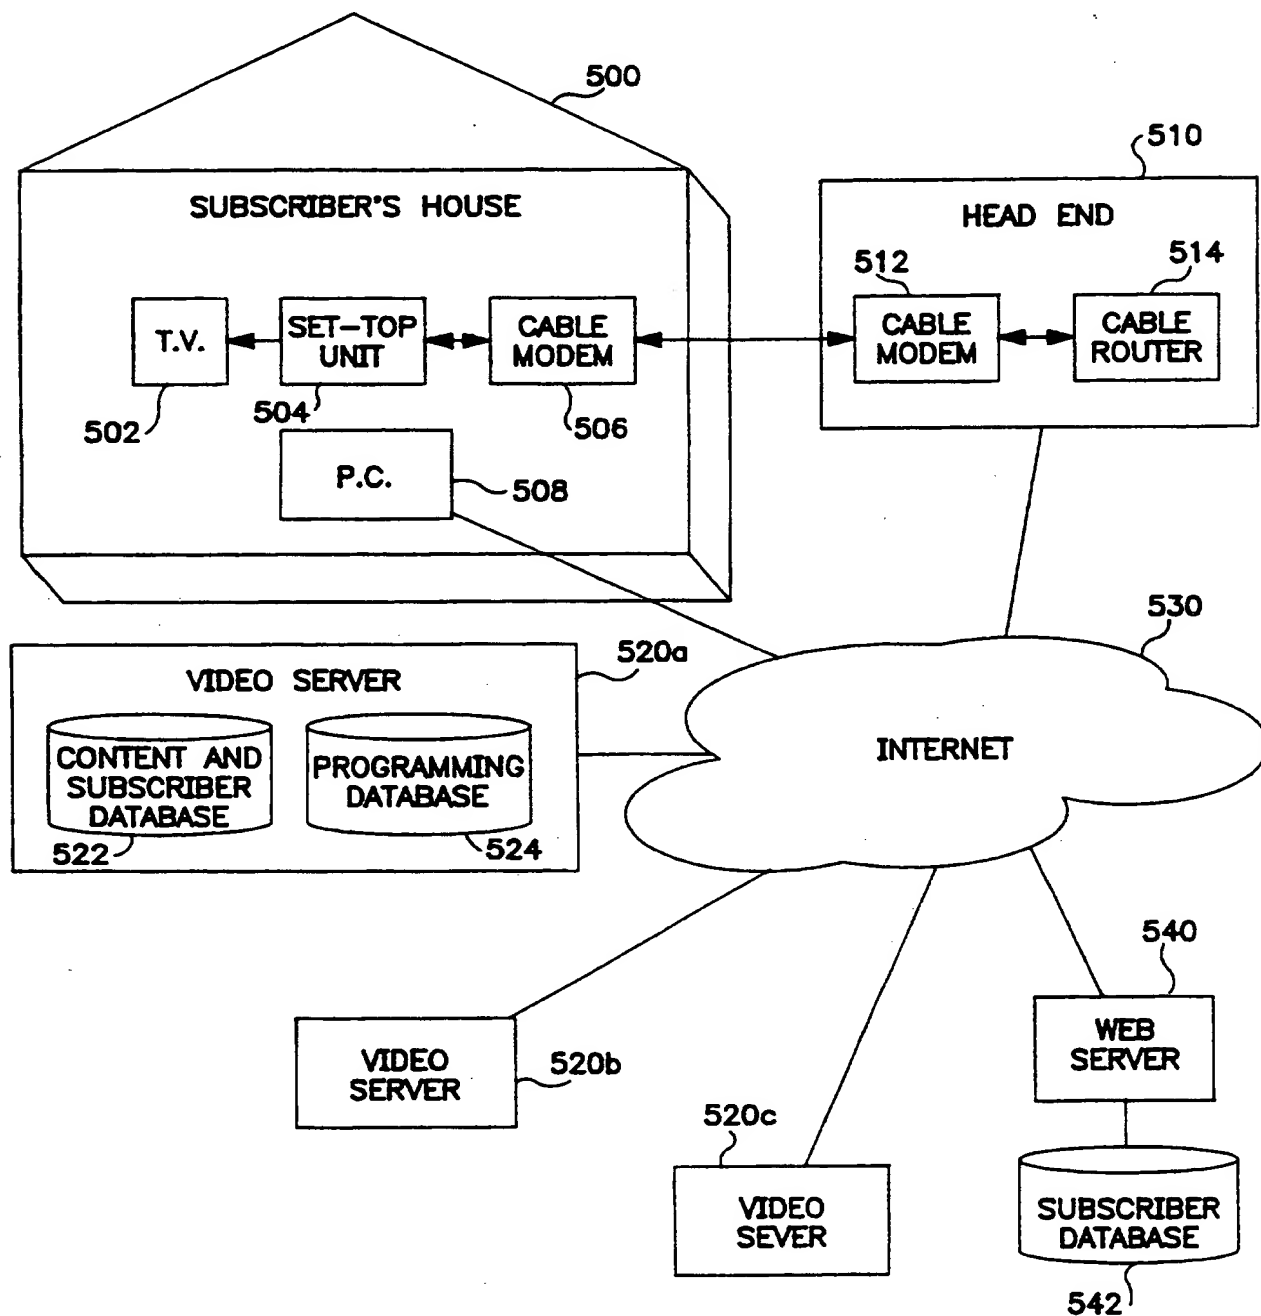 500
510
SUBSCRIBER'S HOUSE
HEAD END
512
514
T.V.
SET-TOP
UNIT
CABLE
MODEM
CABLE
MODEM
CABLE
ROUTER
502
504
506
P.C.
508
530
520a
VIDEO SERVER
CONTENT AND
SUBSCRIBER
DATABASE
PROGRAMMING
DATABASE
INTERNET
522
524
540
VIDEO
SERVER
520b
WEB
SERVER
520c
VIDEO
SEVER
SUBSCRIBER
DATABASE
542